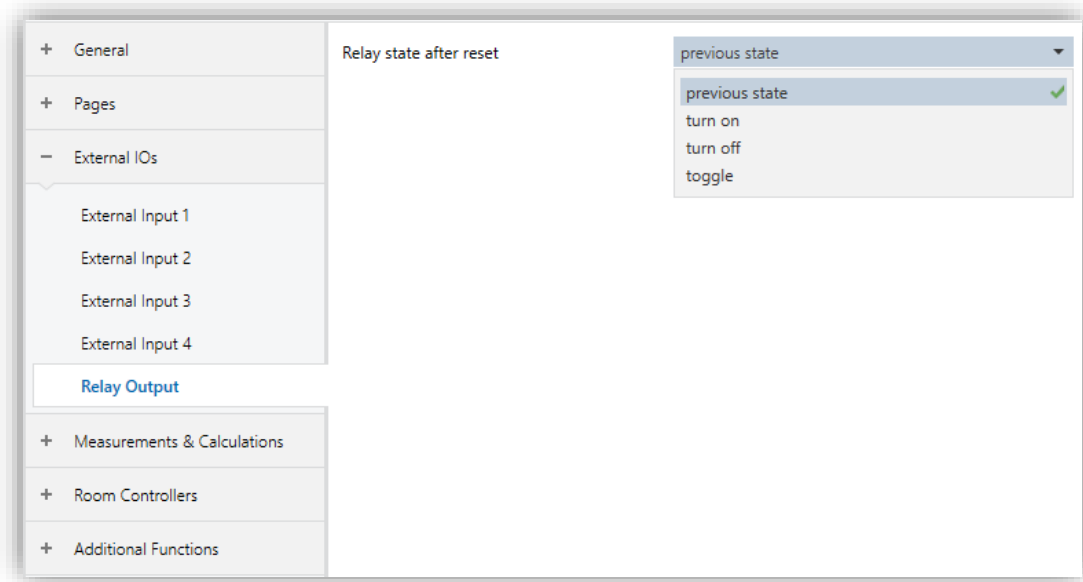 General
Pages
External IOs
External Input 1
External Input 2
External Input 3
External Input 4
Relay Output
Measurements & Calculations
Room Controllers
Additional Functions
Relay state after reset
previous state
previous state
turn on
turn off
toggle